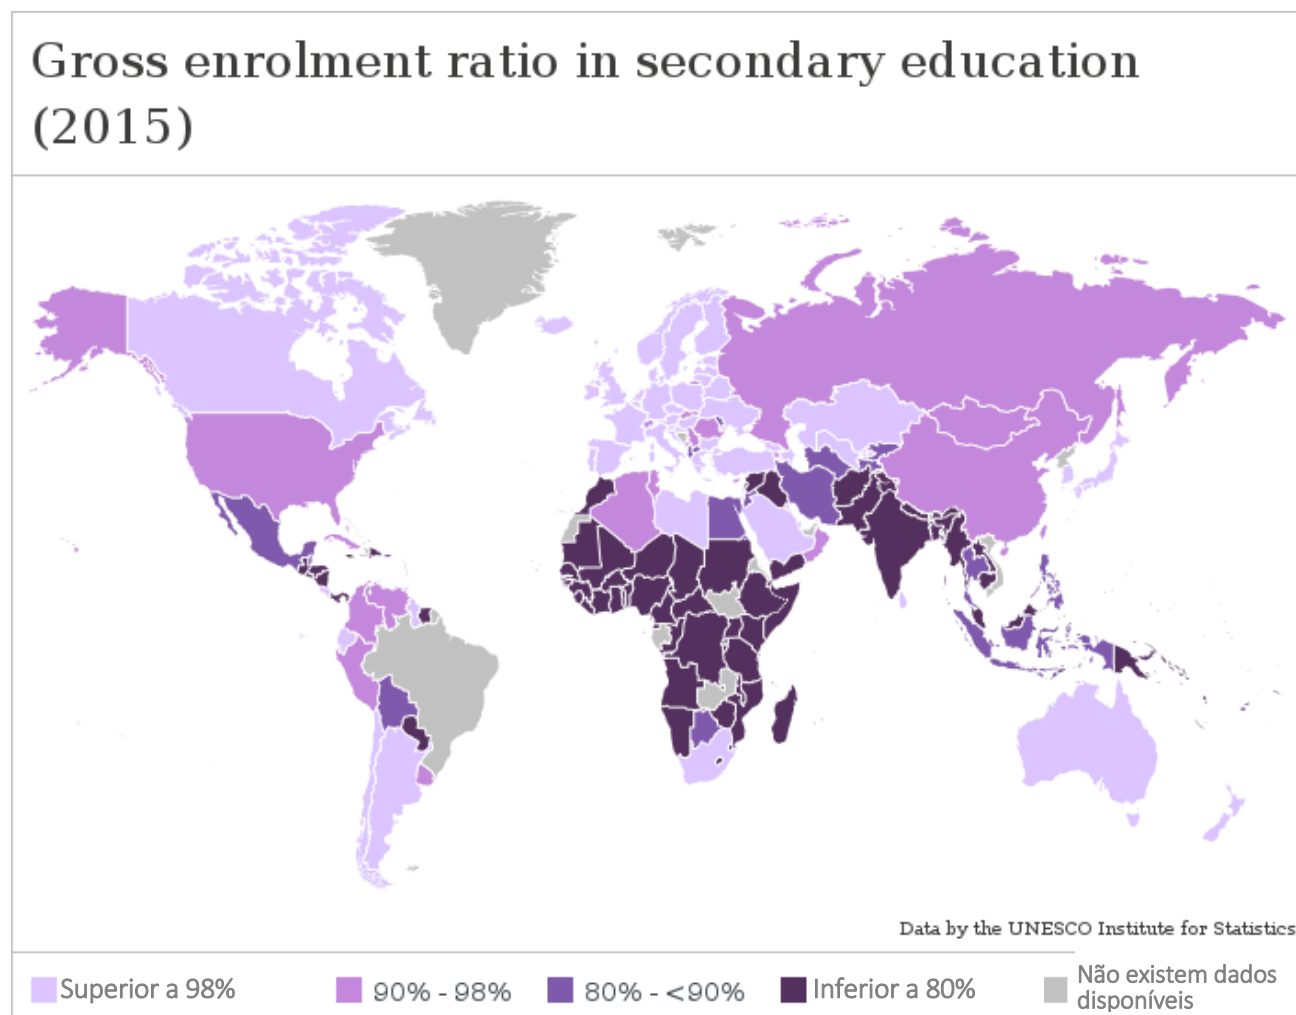 Gross enrolment ratio in secondary education
(2015)
Data by the UNESCO Institute for Statistics
Superior a 98%
90% - 98%
80% - <90%
Inferior a 80%
Não existem dados
disponíveis